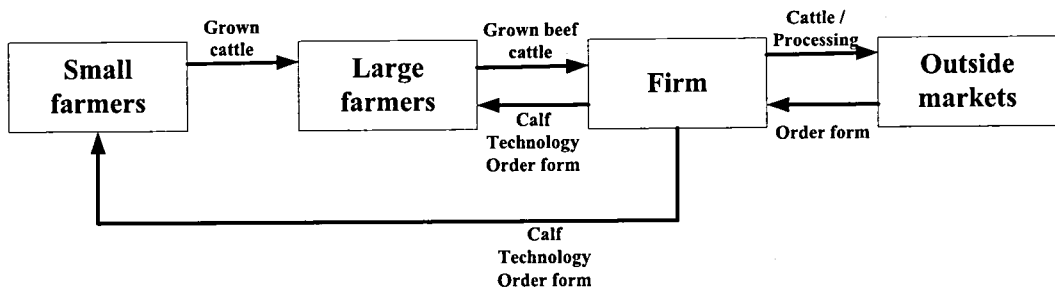 Small
farmers
Grown
cattle
Large
farmers
Grown beef
cattle
Calf
Technology
Order form
Firm
Cattle /
Processing
Order form
Outside
markets
Calf
Technology
Order form